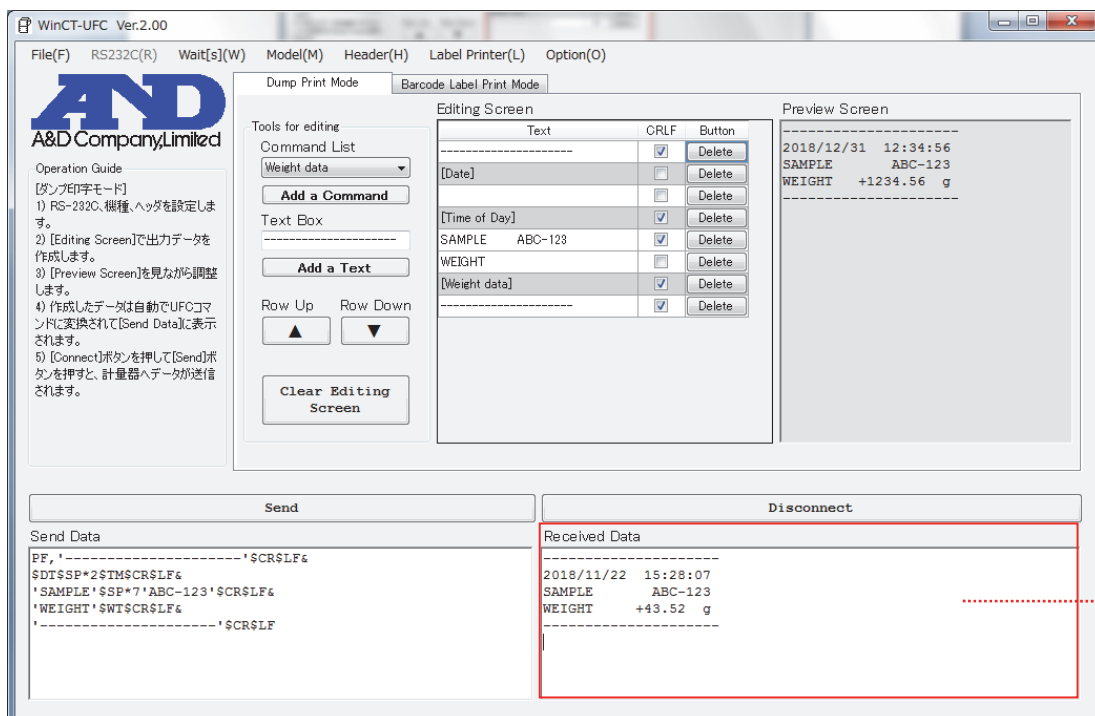 WinCT-UFC Ver.2.00
File(F) RS232C(R) Wait[s](W) Model(M) Header(H) Label Printer(L) Option(O)
AND
A&D Company,Limited
Operation Guide
[ダンプ印字モード]
1) RS-232C、機種、ヘッダを設定しま
す。
2) [Editing Screen]で出力データを
作成します。
3) [Preview Screen]を見ながら調整
します。
4) 作成したデータは自動でUFCコマ
ンドに変換されて[Send Data]に表示
されます。
5) [Connect]ボタンを押して[Send]ボ
タンを押すと、計量器へデータが送信
されます。
Dump Print Mode Barcode Label Print Mode
Tools for editing
Command List
Weight data
Add a Command
Text Box
---------------------
Add a Text
Row Up Row Down
▲ ▼
Clear Editing
Screen
Editing Screen
Text CRLF Button
--------------------- Delete
[Date] Delete
Delete
[Time of Day] Delete
SAMPLE ABC-123 Delete
WEIGHT Delete
[Weight data] Delete
--------------------- Delete
Preview Screen
---------------------
2018/12/31 12:34:56
SAMPLE ABC-123
WEIGHT +1234.56 g
---------------------
Send
Disconnect
Send Data
PF,'---------------------'$CR$LF&
$DT$SP*2$TM$CR$LF&
'SAMPLE'$SP*7'ABC-123'$CR$LF&
'WEIGHT'$WT$CR$LF&
'---------------------'$CR$LF
Received Data
---------------------
2018/11/22 15:28:07
SAMPLE ABC-123
WEIGHT +43.52 g
---------------------